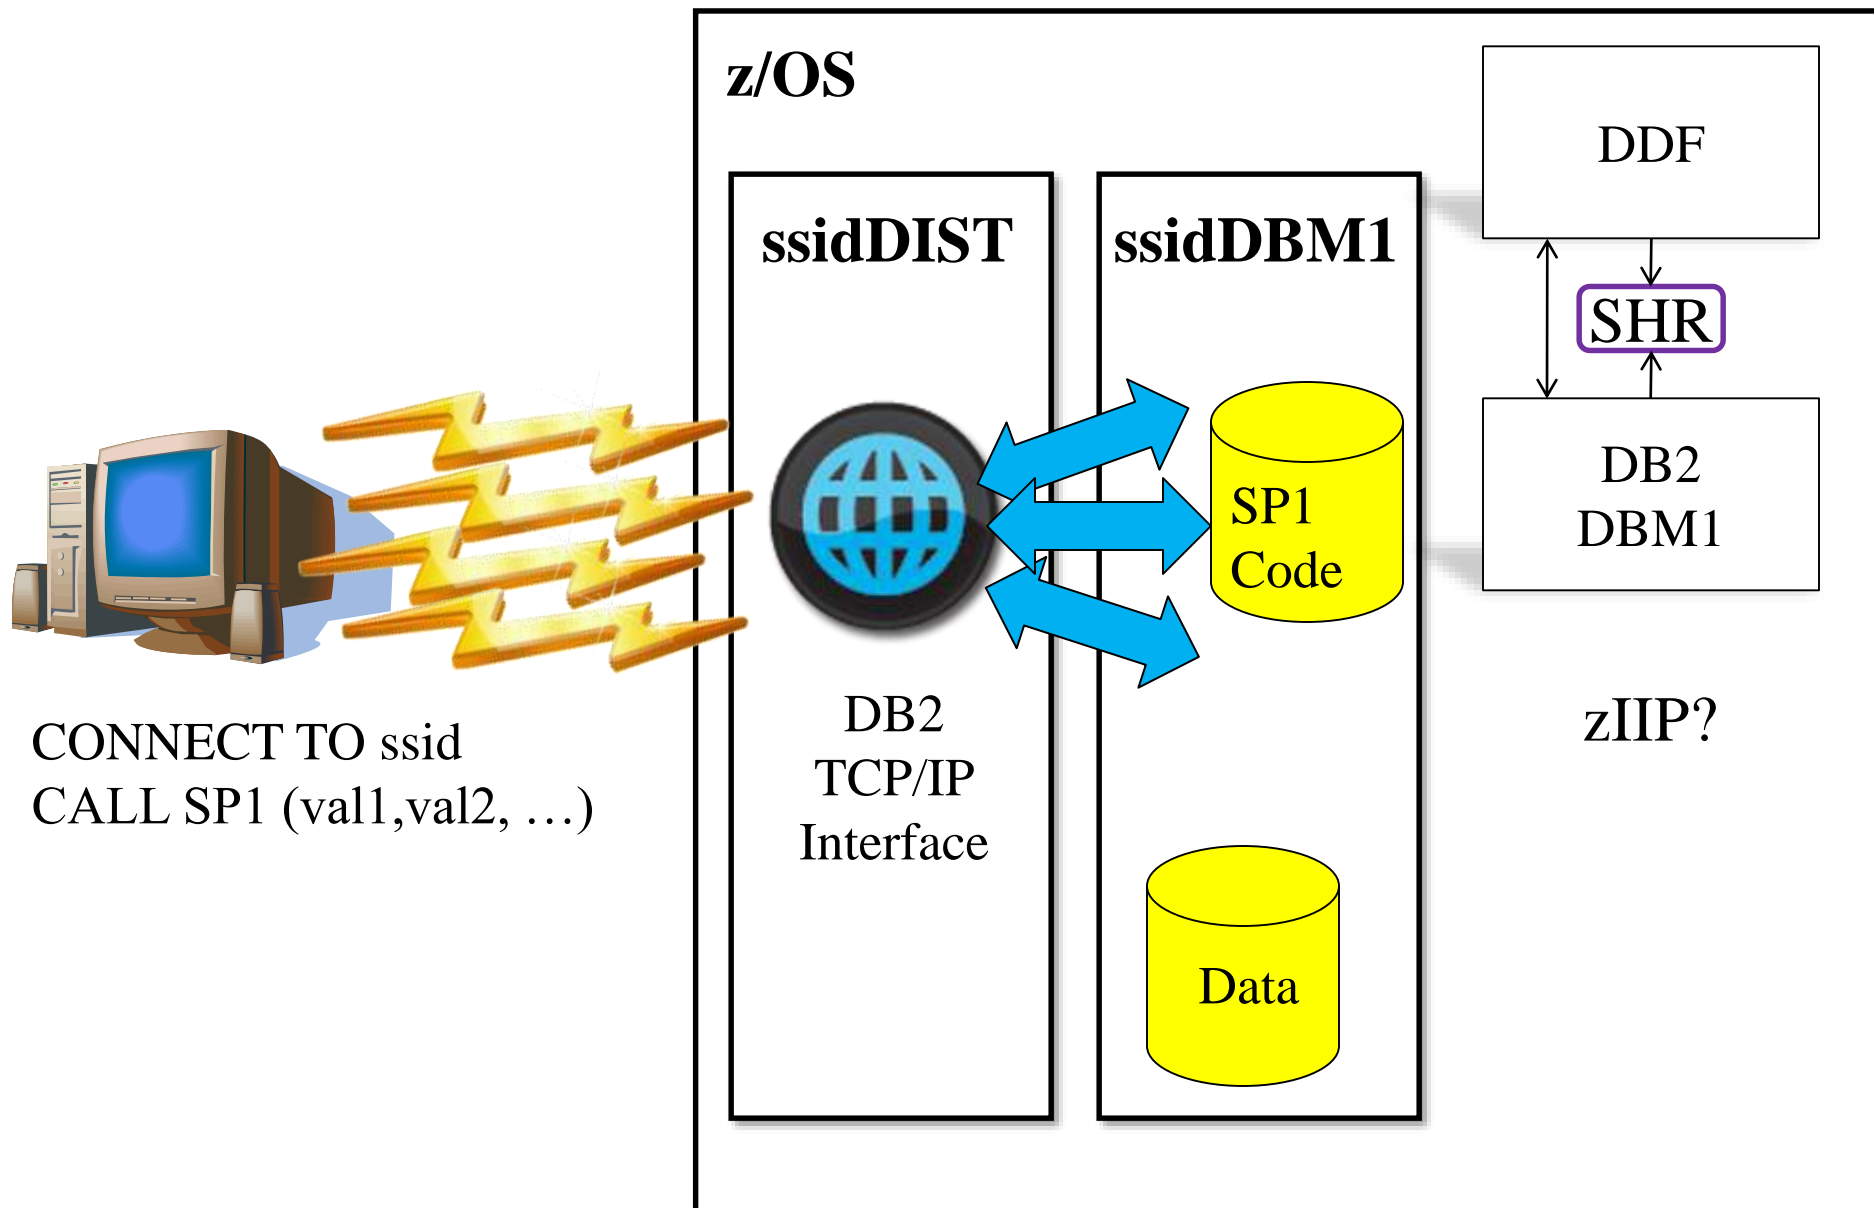 z/OS
DDF
ssidDIST
ssidDBM1
SHR
DB2
DBM1
SP1
Code
CONNECT TO ssid
CALL SP1 (val1,val2, …)
DB2
TCP/IP
Interface
zIIP?
Data